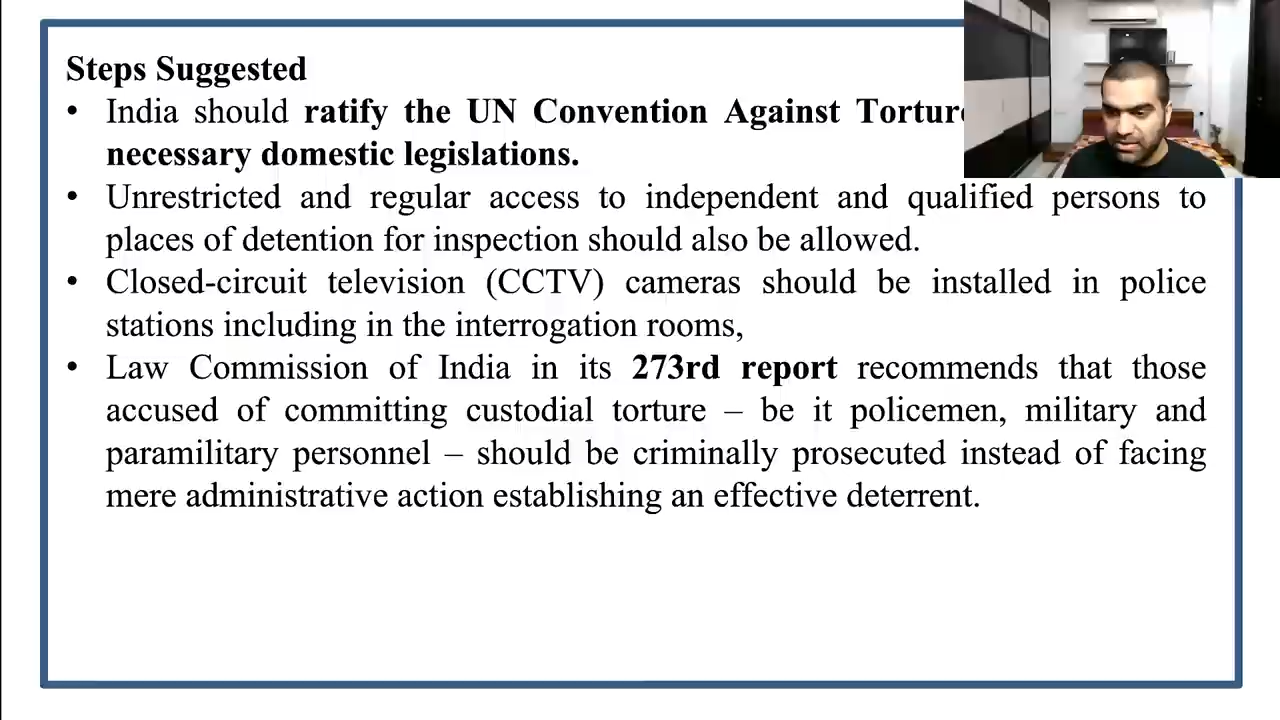 Steps Suggested
• India should ratify the UN Convention Against
necessary domestic legislations.
• Unrestricted and regular access to independent and qualified persons to
places of detention for inspection should also be allowed.
• Closed-circuit television (CCTV) cameras should be installed in police
stations including in the interrogation rooms,
• Law Commission of India in its 273rd report recommends that those
accused of committing custodial torture – be it policemen, military and
paramilitary personnel – should be criminally prosecuted instead of facing
mere administrative action establishing an effective deterrent.